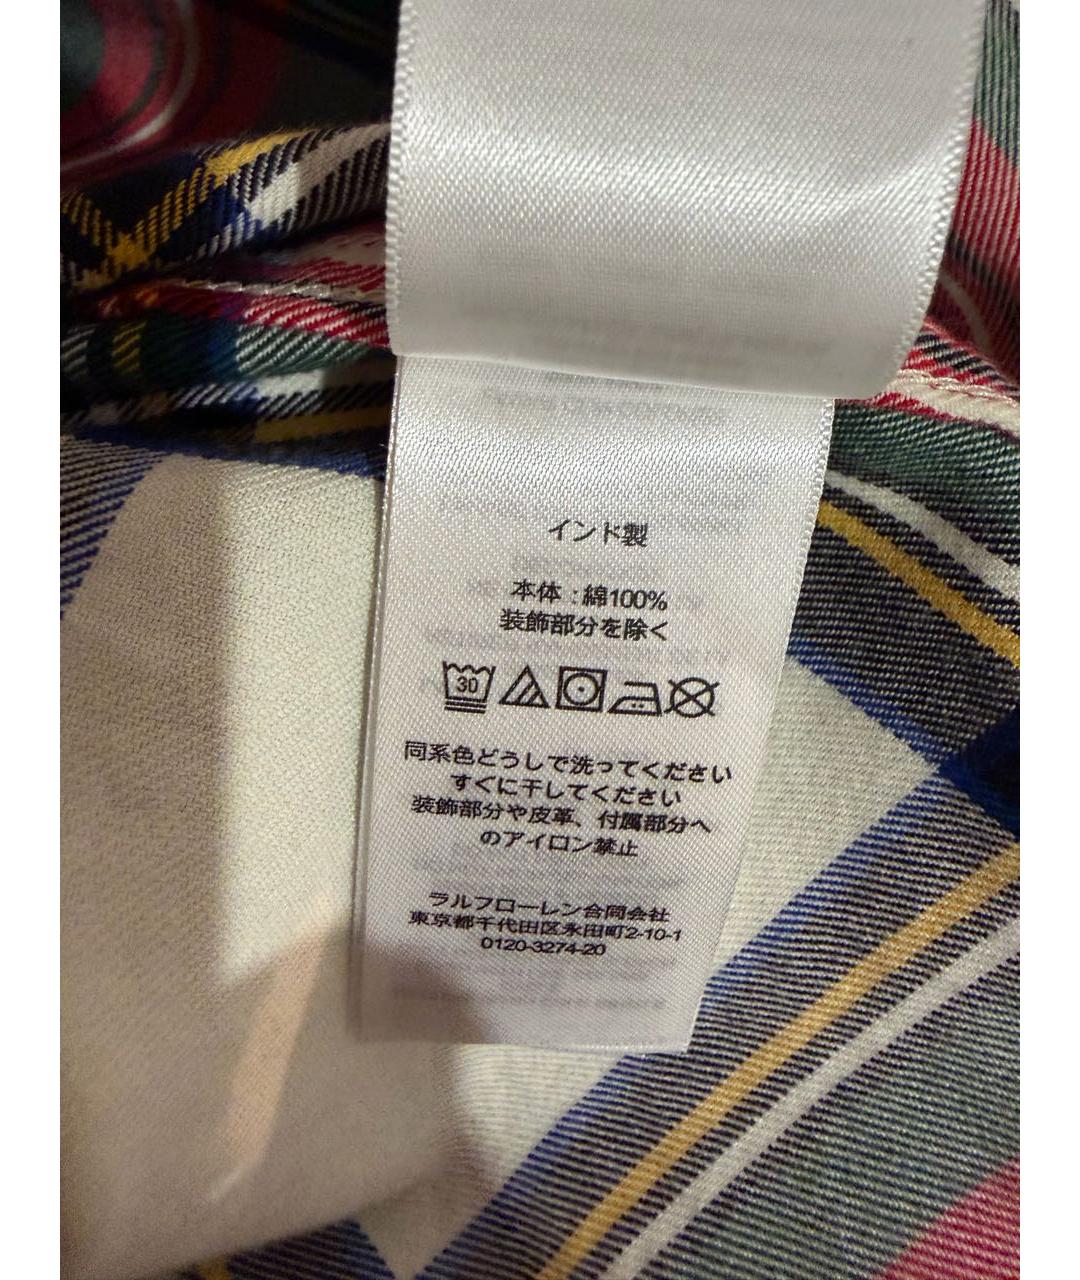 インド製
本体 : 綿100%
装飾部分を除く
30
同系色どうしで洗ってください
すぐに干してください
装飾部分や皮革、付属部分へ
のアイロン禁止
ラルフローレン合同会社
東京都千代田区永田町2-10-1
0120-3274-20